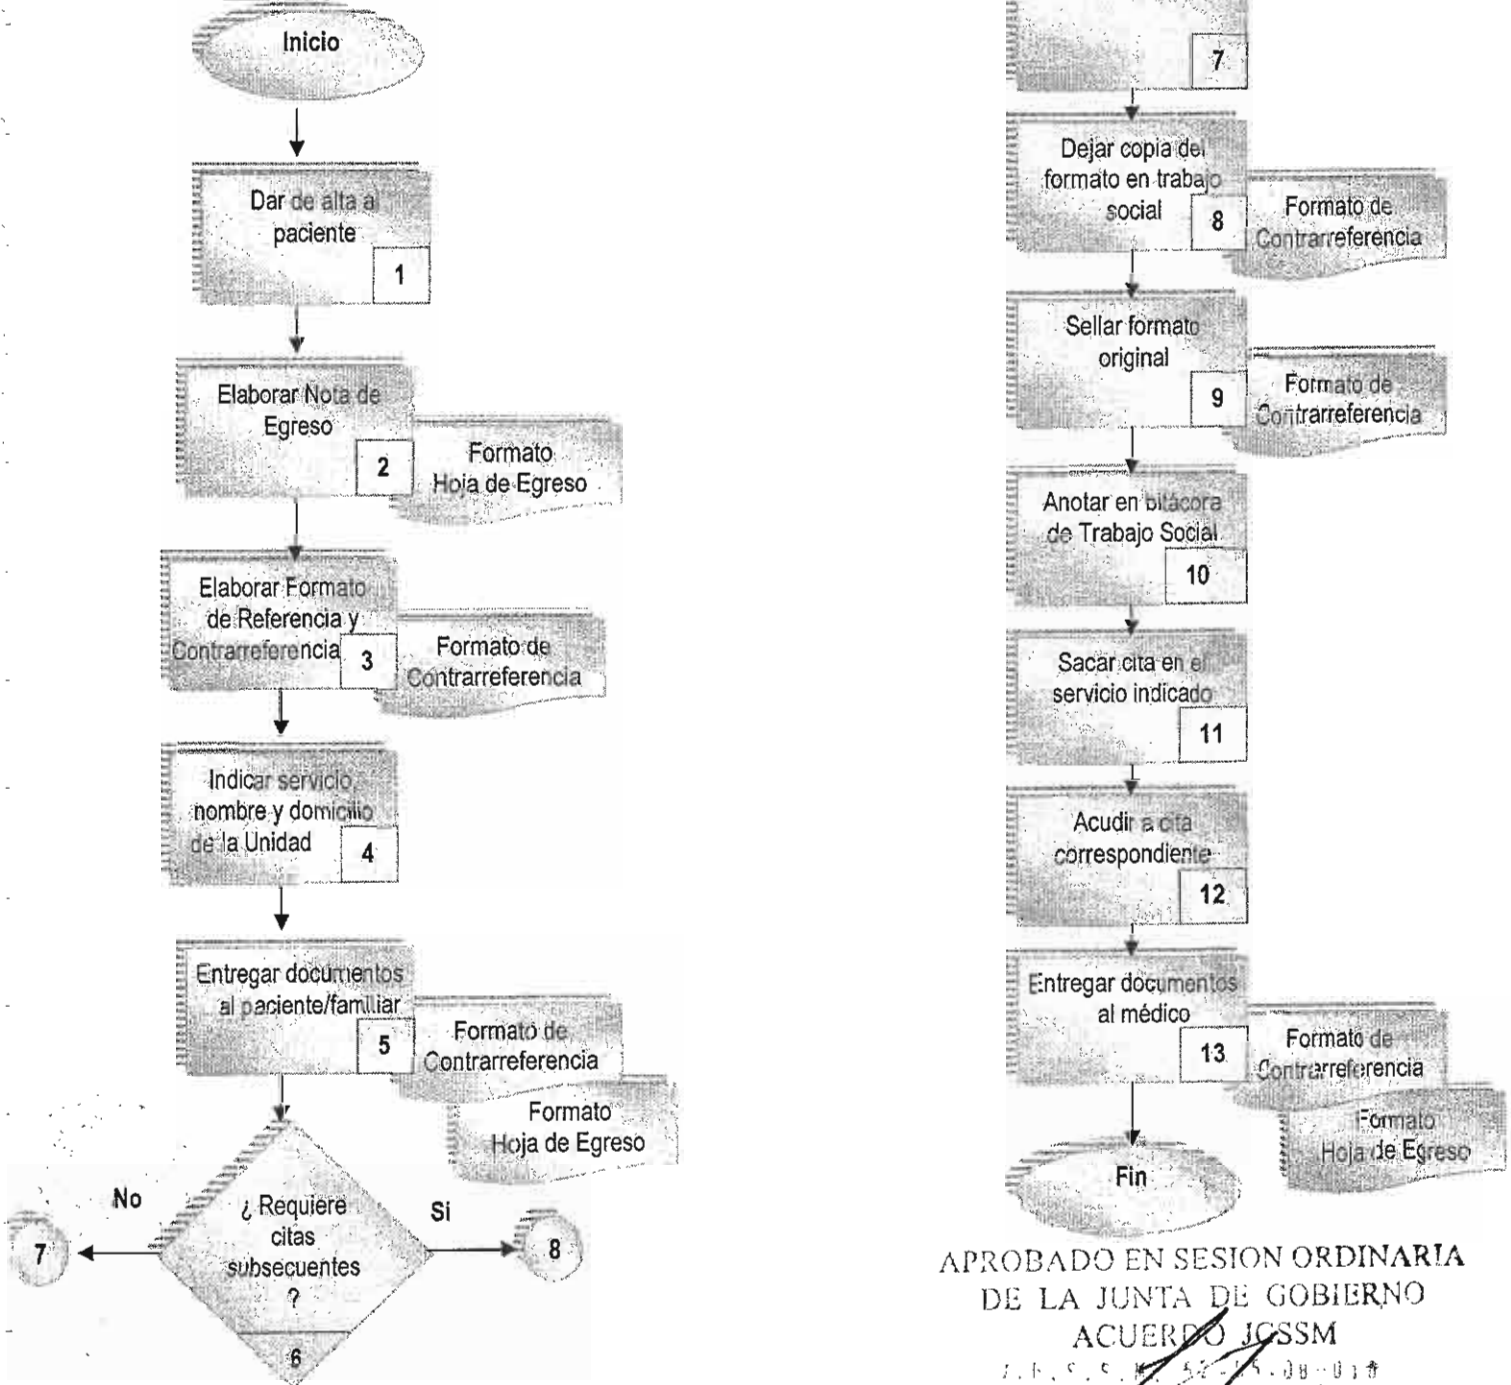 Inicio
Dar de alta al
paciente
1
Elaborar Nota de
Egreso
2
Formato
Hoja de Egreso
Elaborar Formato
de Referencia y
Contrarreferencia
3
Formato de
Contrarreferencia
Indicar servicio,
nombre y domicilio
de la Unidad
4
Entregar documentos
al paciente/familiar
5
Formato de
Contrarreferencia
Formato
Hoja de Egreso
¿ Requiere
citas
subsecuentes
?
6
No
7
Si
8
7
Dejar copia del
formato en trabajo
social
8
Formato de
Contrarreferencia
Sellar formato
original
9
Formato de
Contrarreferencia
Anotar en bitácora
de Trabajo Social
10
Sacar cita en el
servicio indicado
11
Acudir a cita
correspondiente
12
Entregar documentos
al médico
13
Formato de
Contrarreferencia
Formato
Hoja de Egreso
Fin
APROBADO EN SESION ORDINARIA
DE LA JUNTA DE GOBIERNO
ACUERDO JGSSM